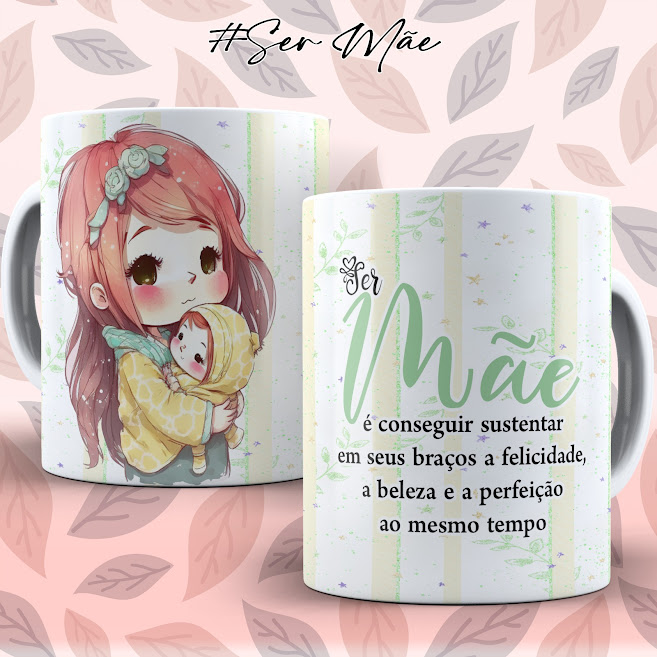 #Ser Mãe
Ser
Mãe
é conseguir sustentar
em seus braços a felicidade,
a beleza e a perfeição
ao mesmo tempo